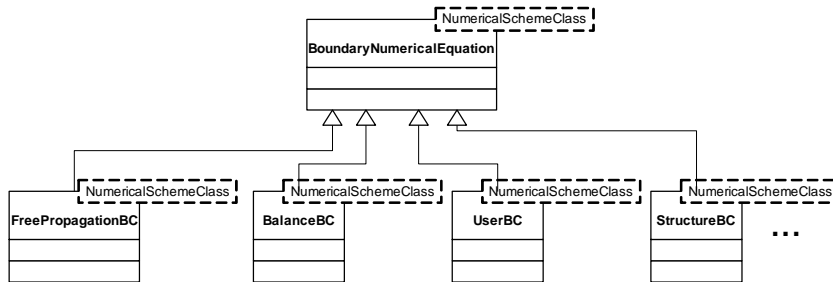 NumericalSchemeClass
BoundaryNumericalEquation
NumericalSchemeClass
NumericalSchemeClass
NumericalSchemeClass
NumericalSchemeClass
FreePropagationBC
BalanceBC
UserBC
StructureBC
...